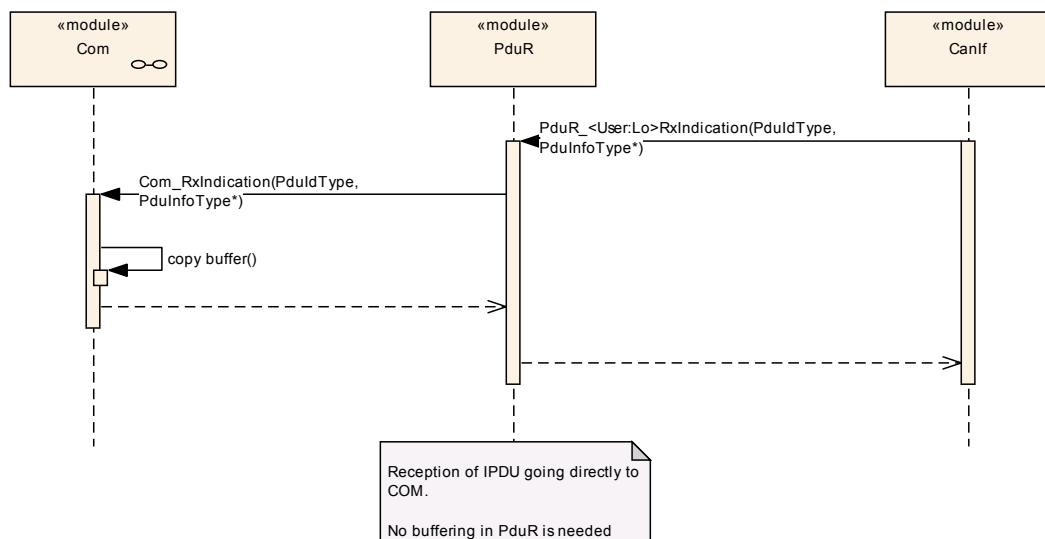 «module»
Com
«module»
PduR
«module»
CanIf
PduR_<User:Lo>RxIndication(PduIdType,
PduInfoType*)
Com_RxIndication(PduIdType,
PduInfoType*)
copy buffer()
Reception of IPDU going directly to
COM.
No buffering in PduR is needed